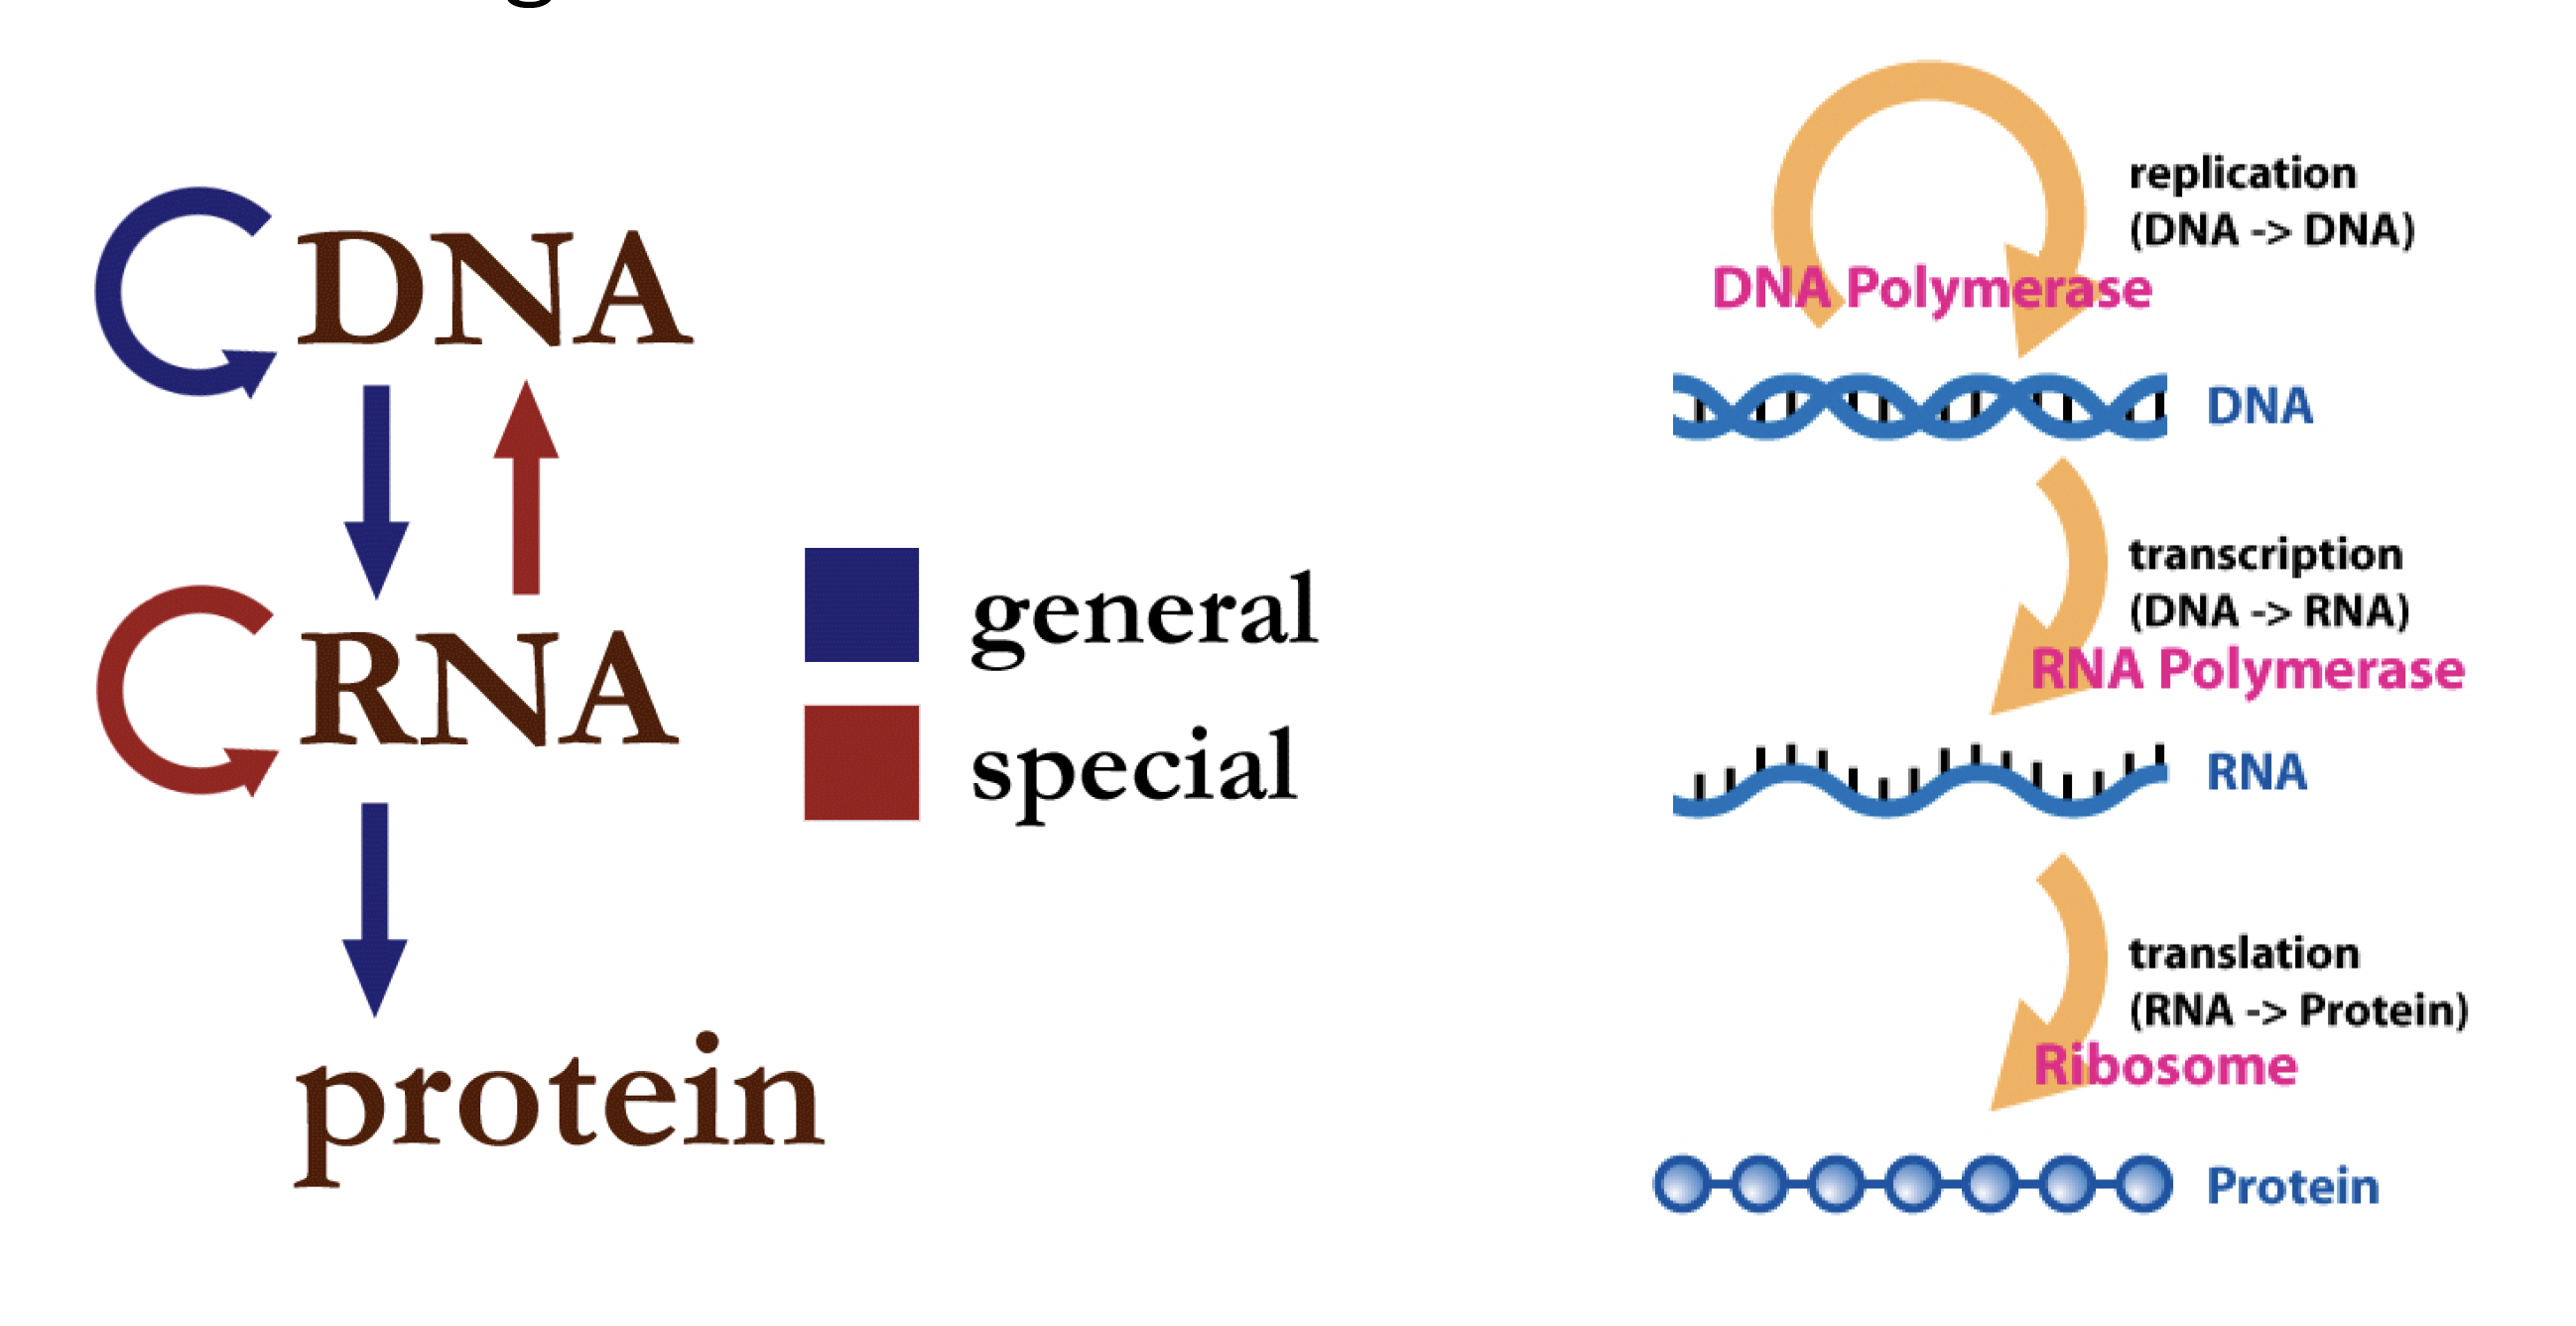 DNA
RNA
protein
general
special
replication
(DNA -> DNA)
DNA Polymerase
DNA
transcription
(DNA -> RNA)
RNA Polymerase
RNA
translation
(RNA -> Protein)
Ribosome
Protein